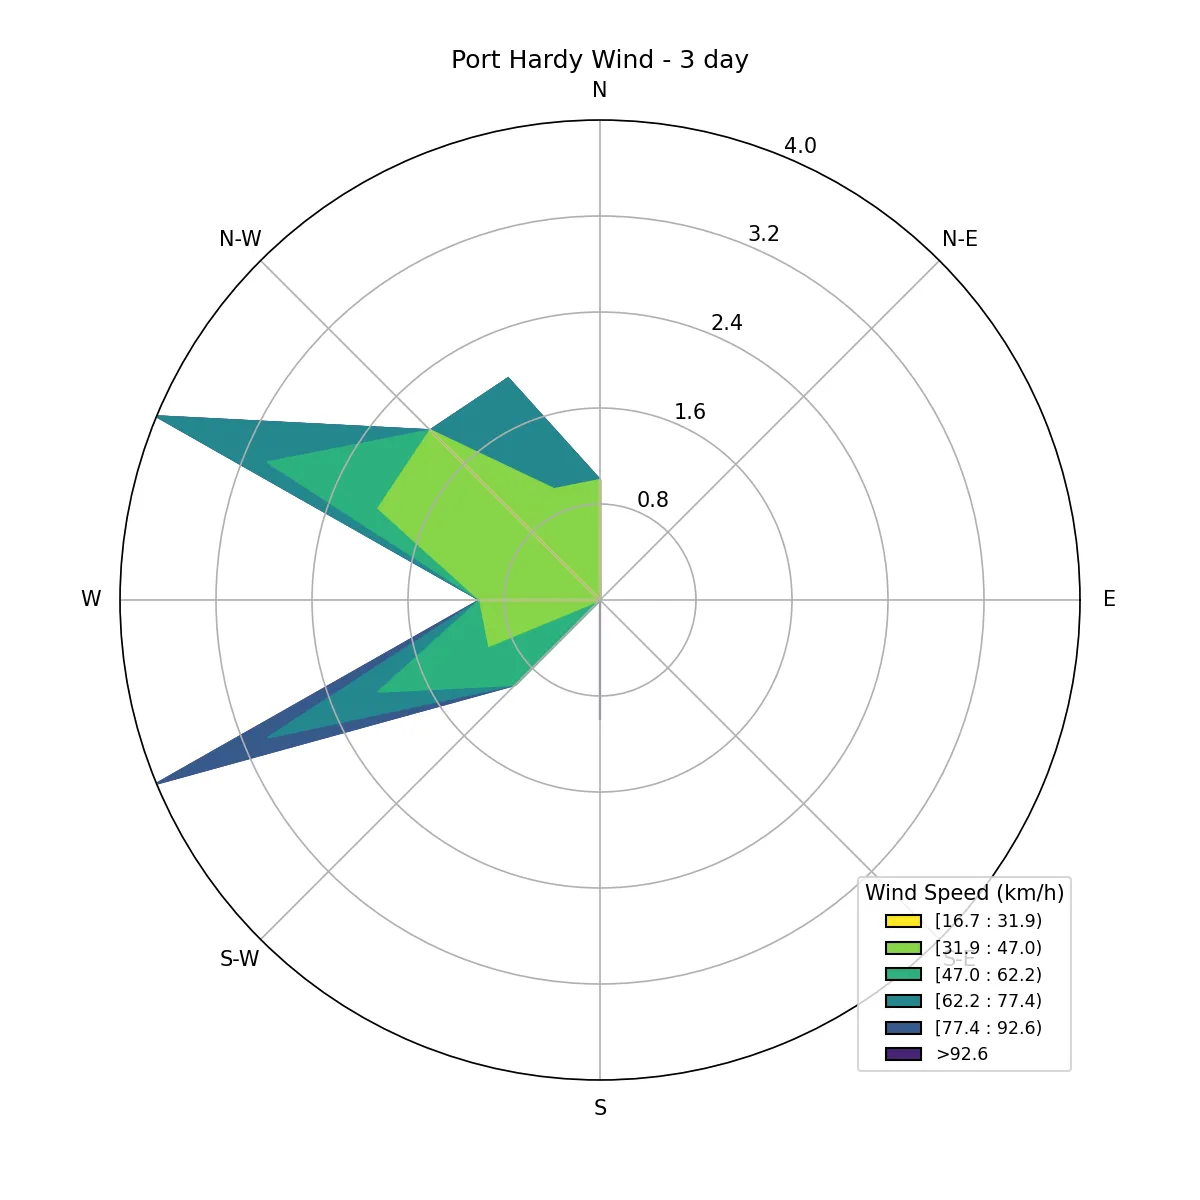 Port Hardy Wind - 3 day
N
4.0
N-W
3.2
N-E
2.4
1.6
0.8
W
E
Wind Speed (km/h)
[16.7 : 31.9)
[31.9 : 47.0)
S-W
S-E
[47.0 : 62.2)
[62.2 : 77.4)
[77.4 : 92.6)
>92.6
S